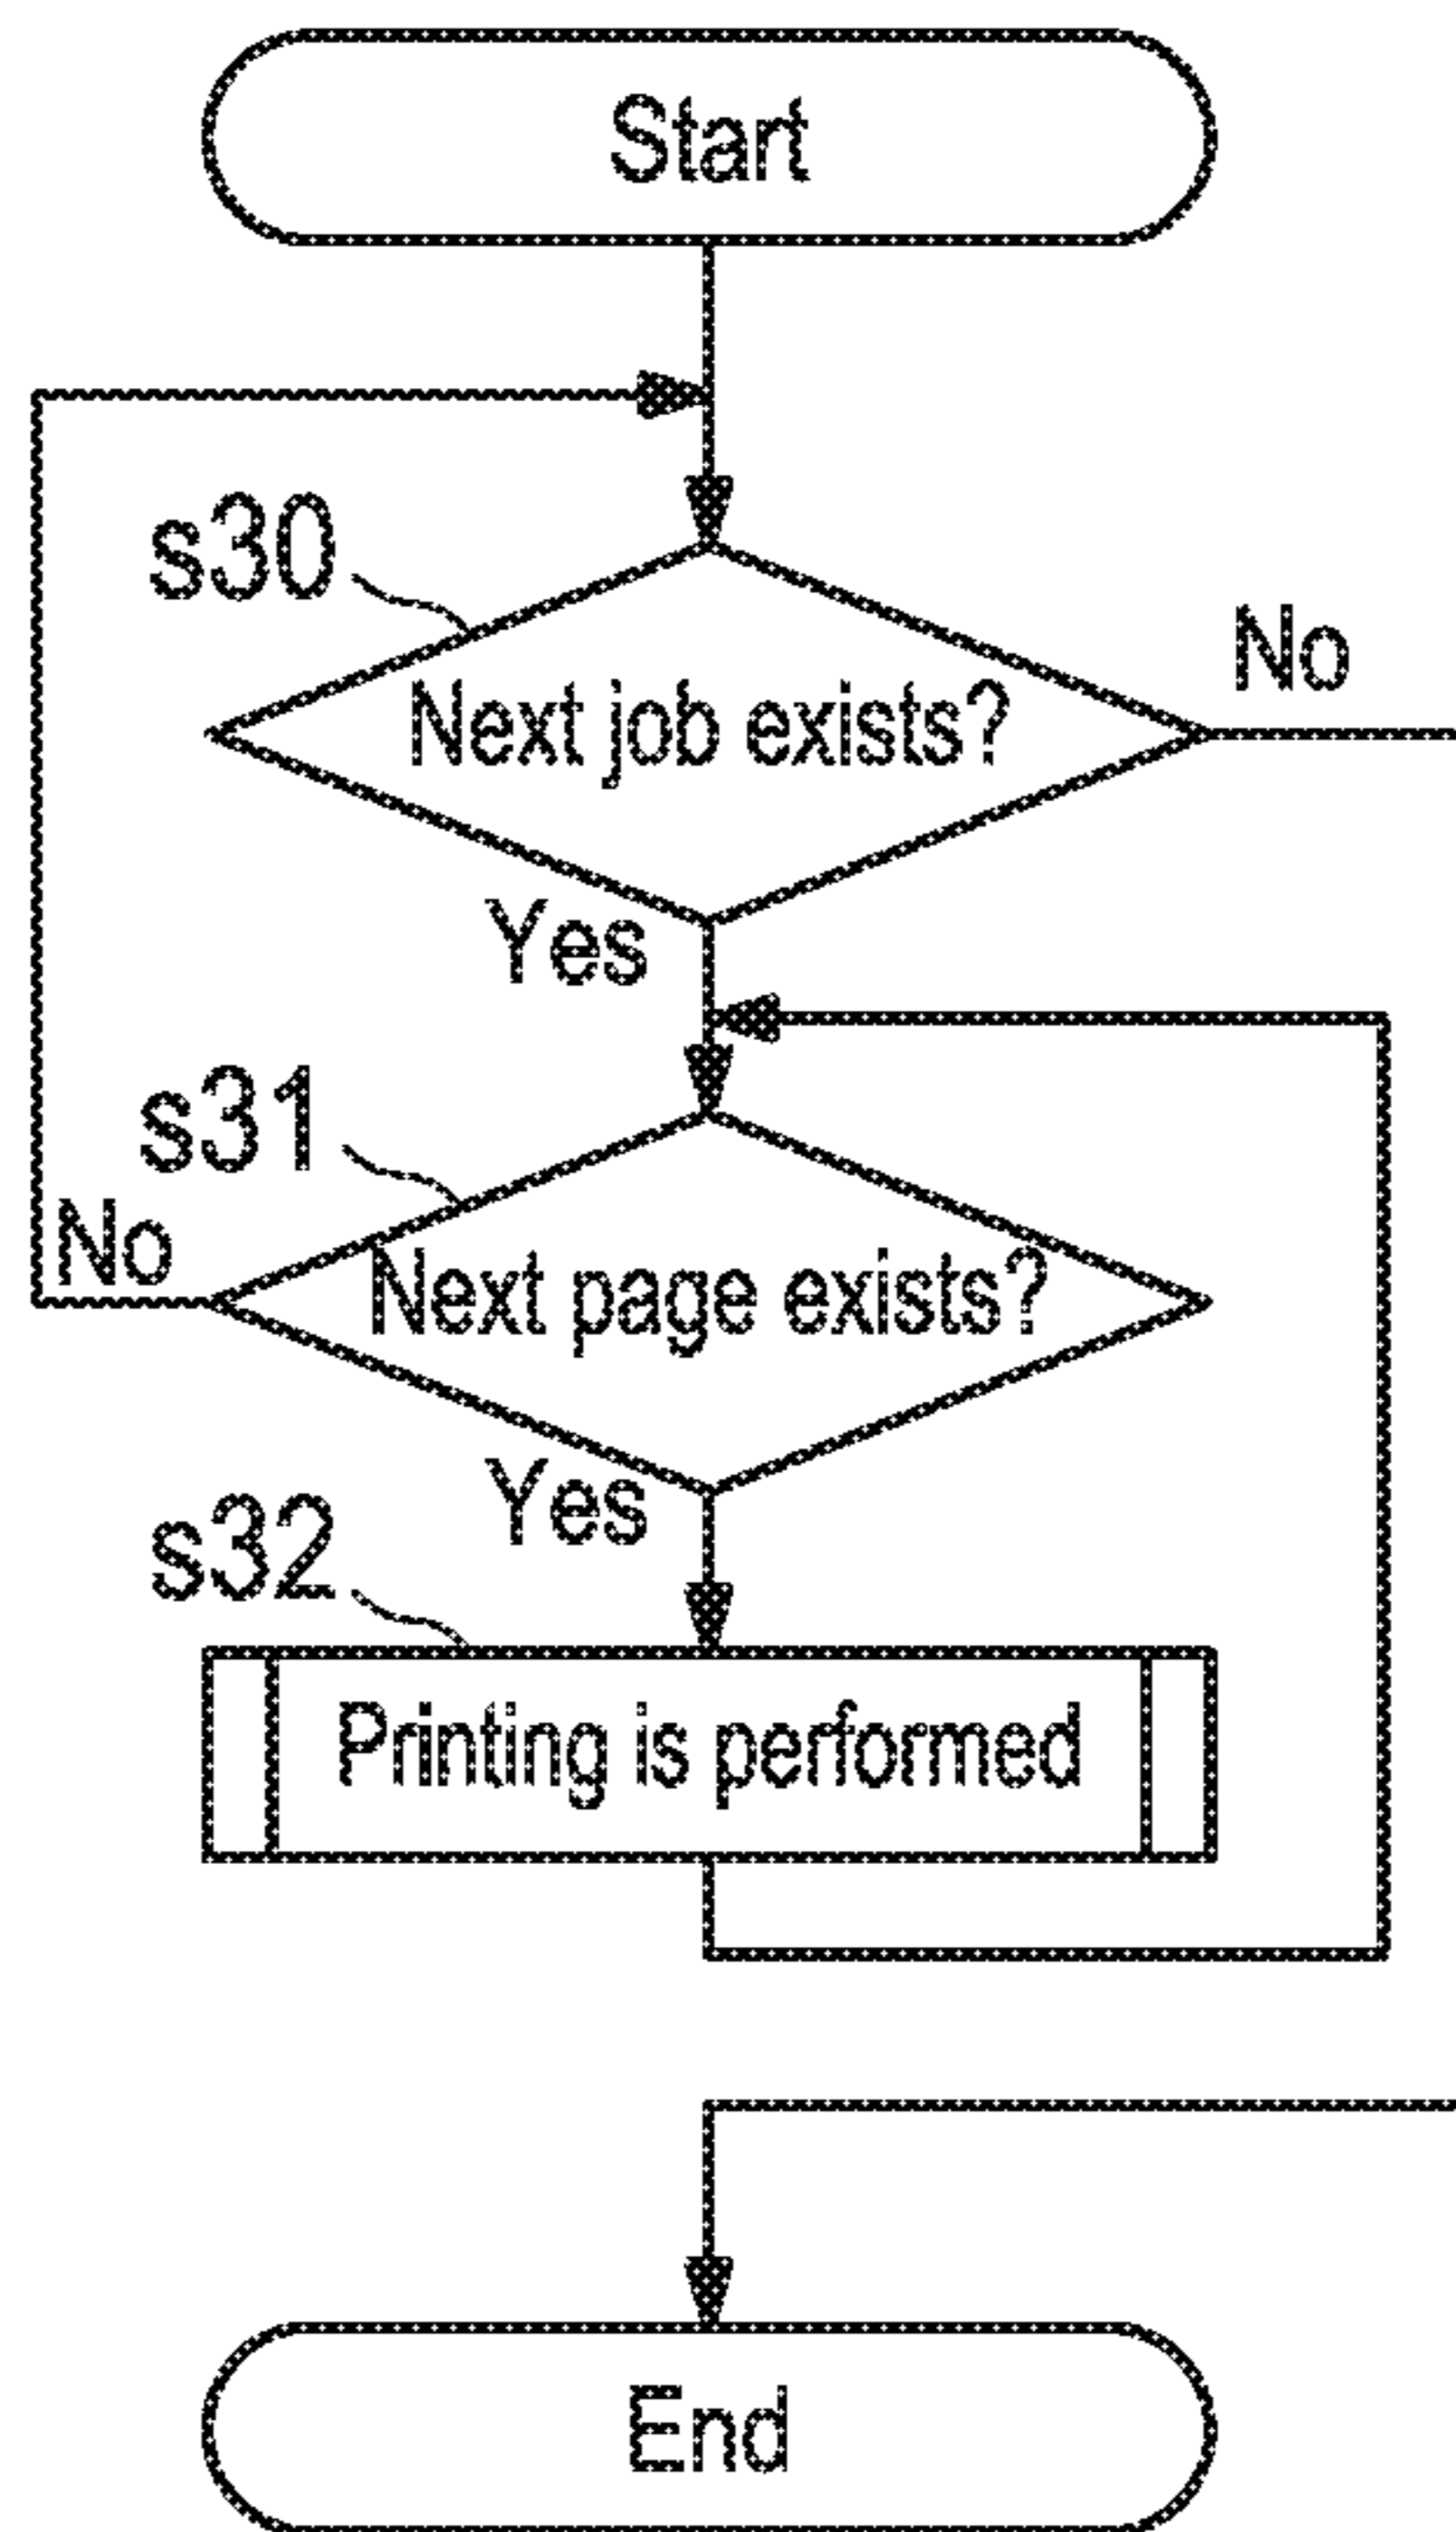 Start
s30
No
Next job exists?
Yes
s31
No
Next page exists?
Yes
s32
Printing is performed
End